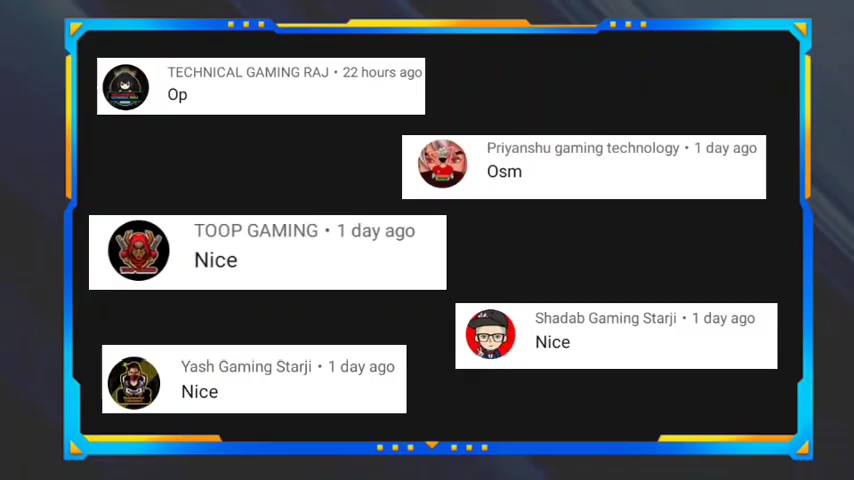 TECHNICAL GAMING RAJ • 22 hours ago
Op
Priyanshu gaming technology • 1 day ago
Osm
TOOP GAMING • 1 day ago
Nice
Shadab Gaming Starji • 1 day ago
Nice
Yash Gaming Starji • 1 day ago
Nice